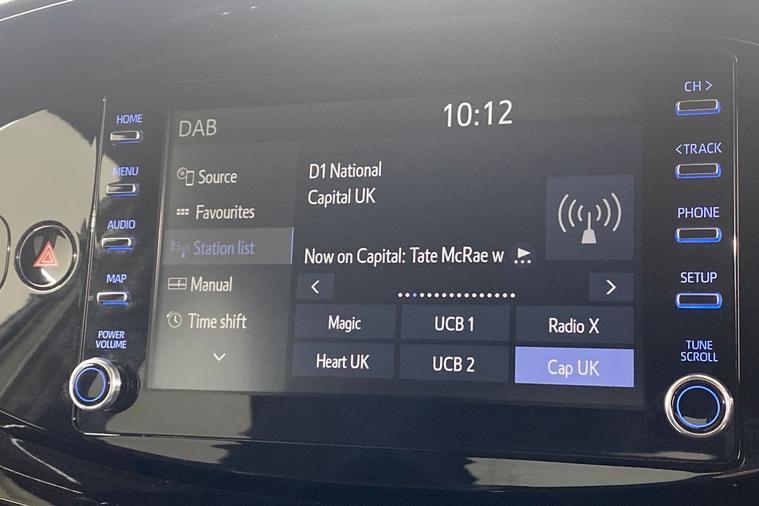 HOME
MENU
AUDIO
MAP
POWER
VOLUME
DAB
10:12
Source
Favourites
Station list
Manual
Time shift
D1 National
Capital UK
Now on Capital: Tate McRae w ...
Magic
UCB 1
Radio X
Heart UK
UCB 2
Cap UK
CH >
<TRACK
PHONE
SETUP
TUNE
SCROLL